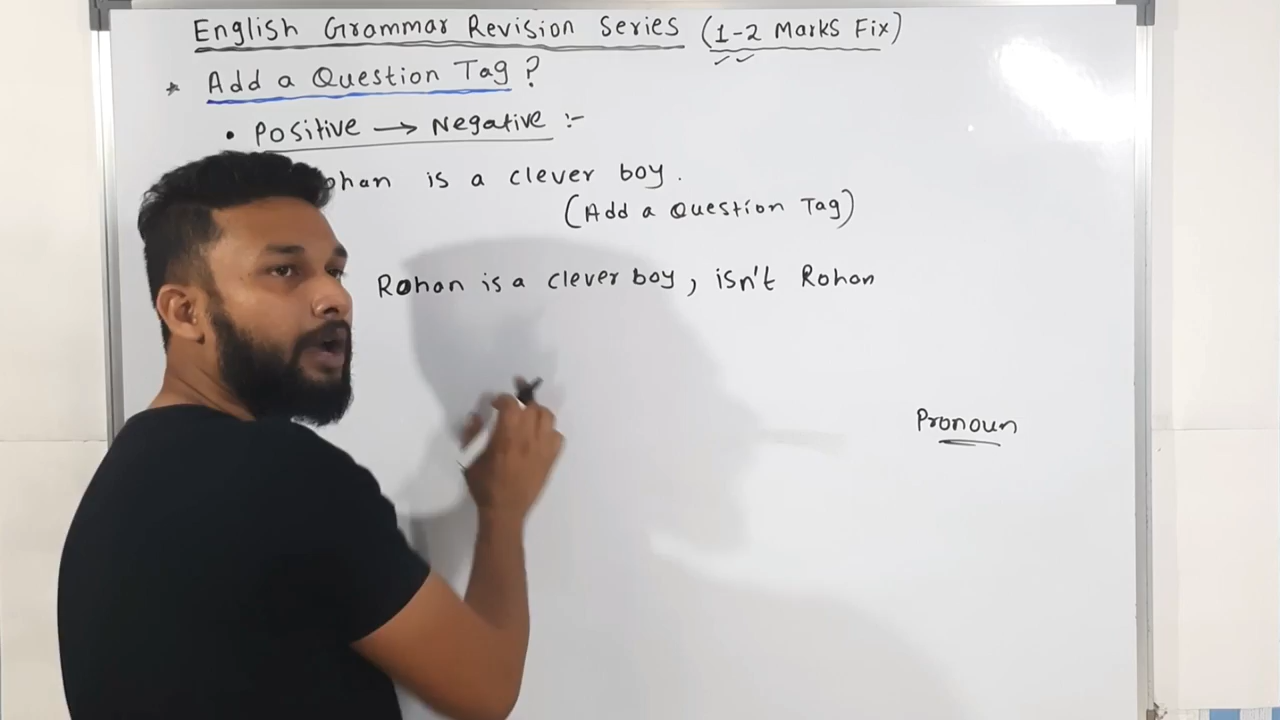 English Grammar Revision Series (1-2 Marks Fix)
* Add a Question Tag ?
• Positive → Negative :-
ohan is a clever boy.
(Add a Question Tag)
Rohan is a clever boy, isn't Rohan
Pronoun